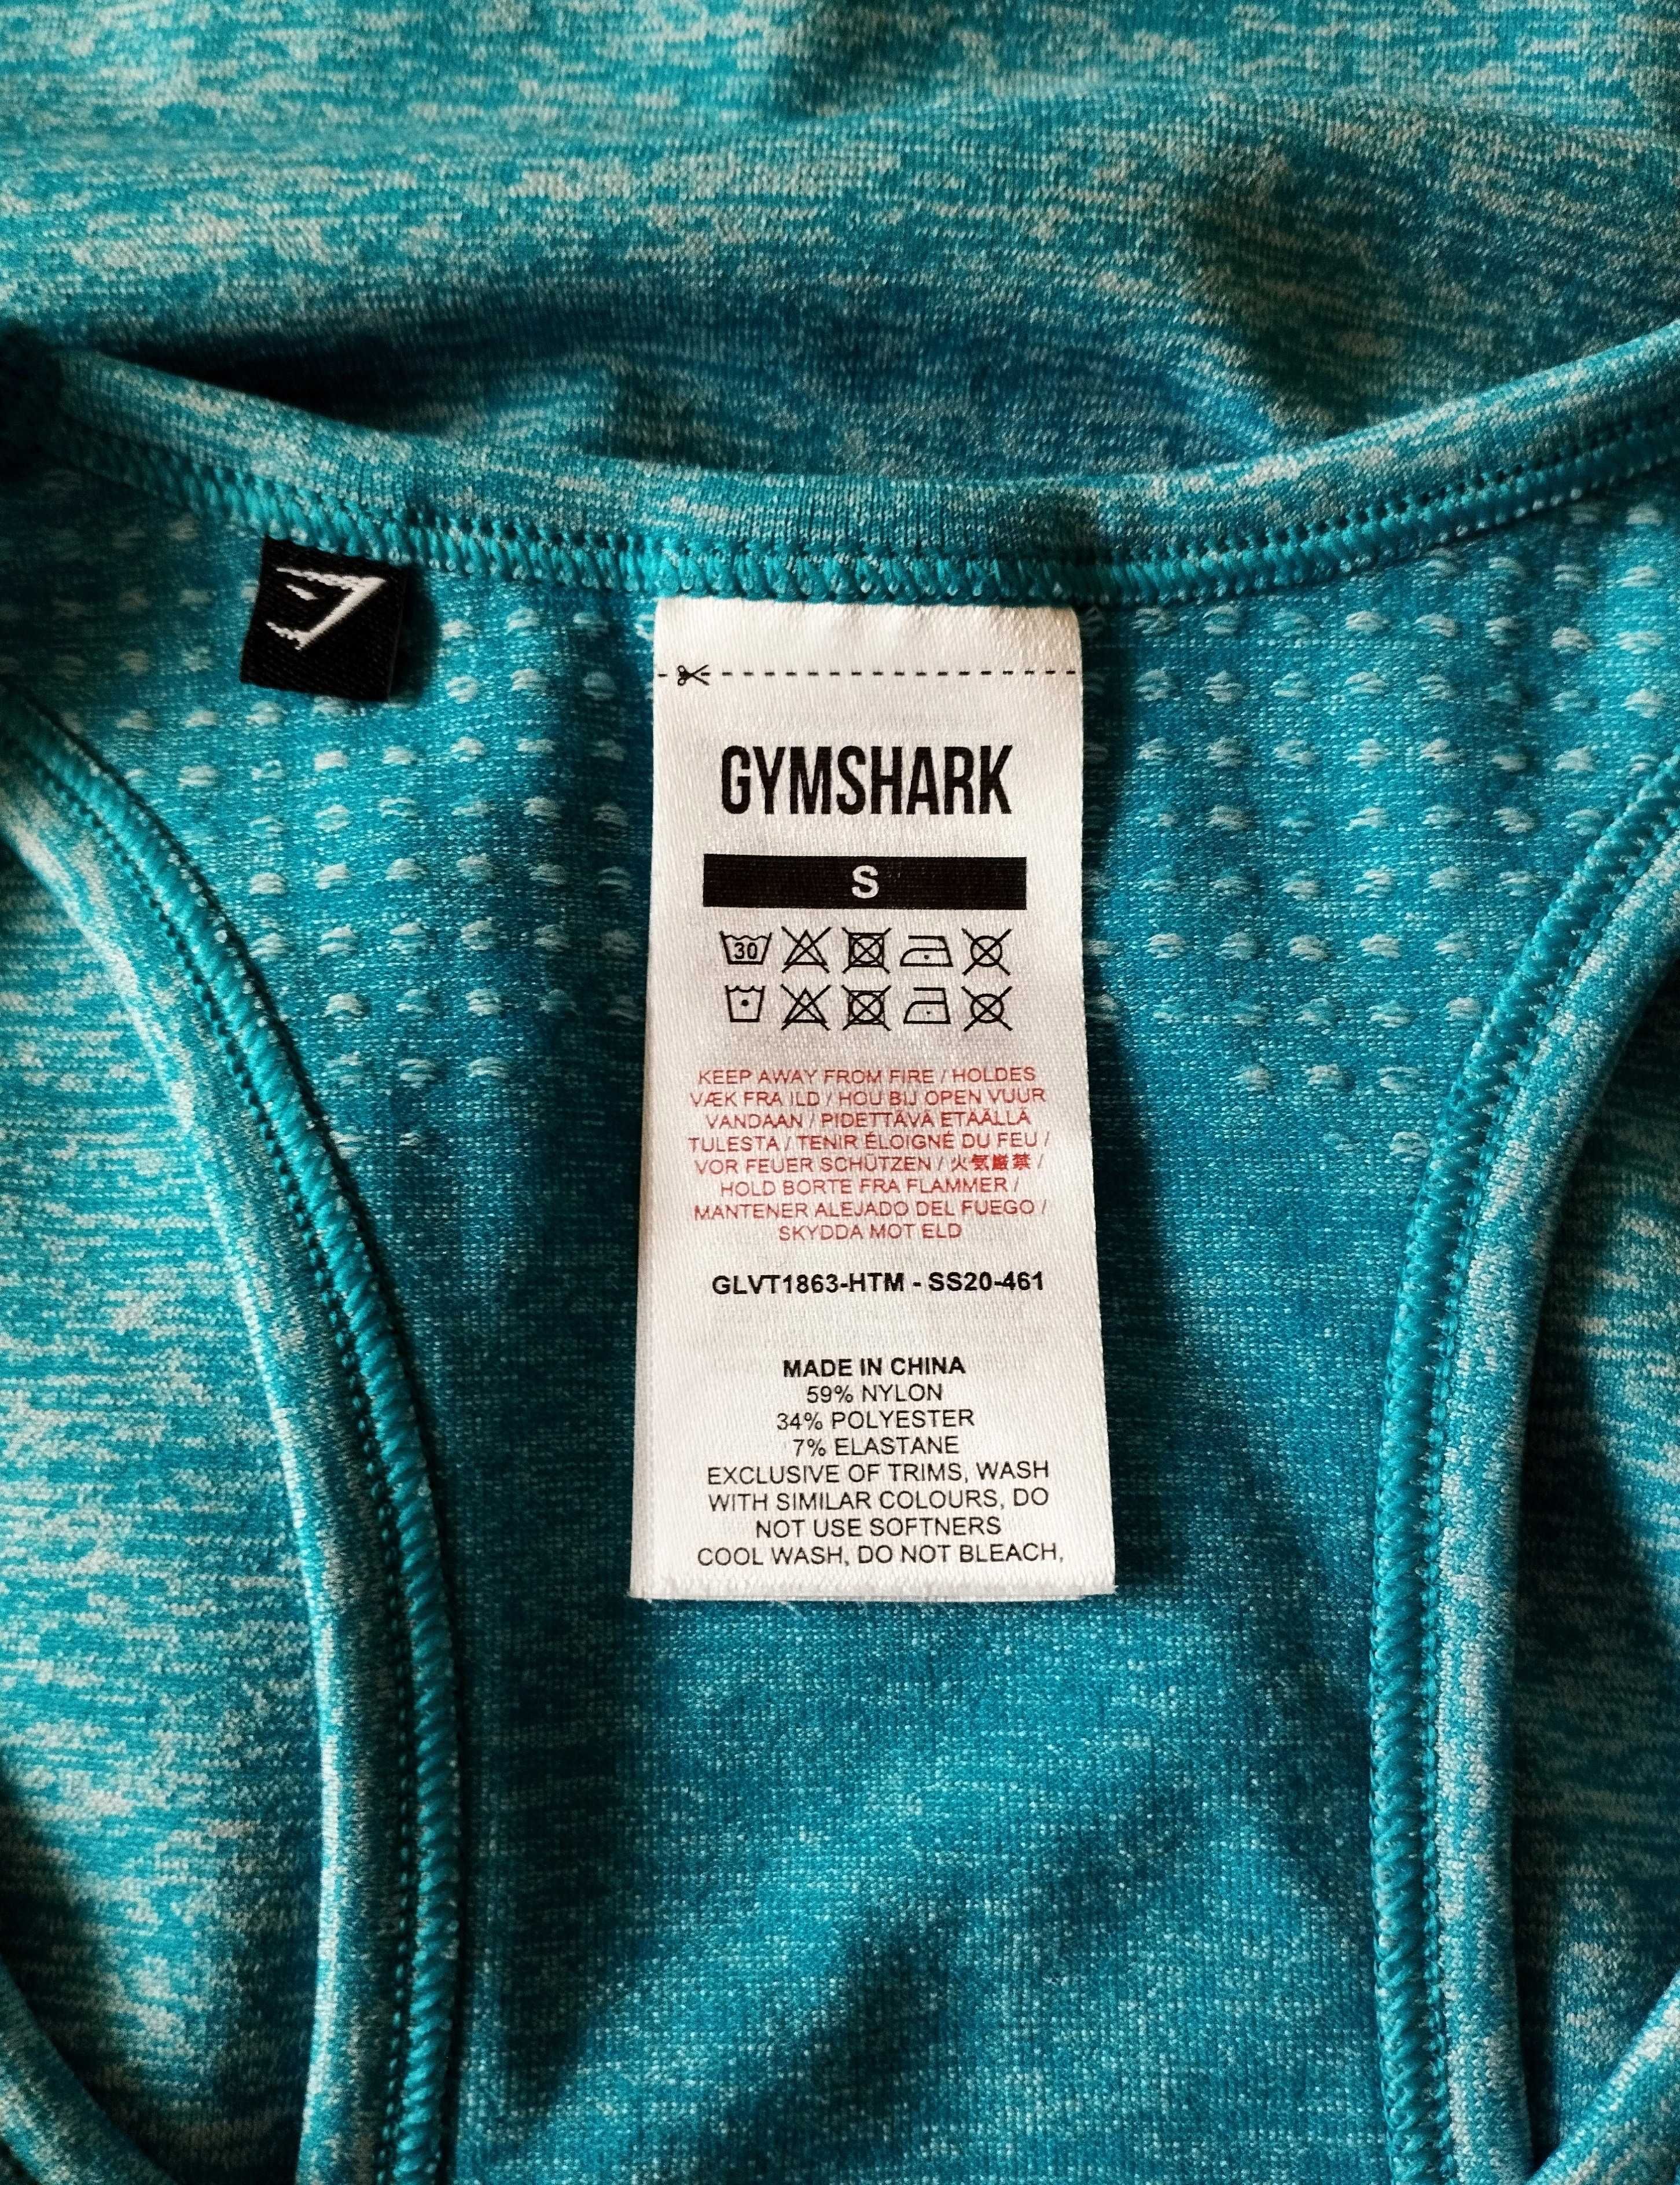 GYMSHARK
S
30
KEEP AWAY FROM FIRE / HOLDES
VÆK FRA ILD / HOU BIJ OPEN VUUR
VANDAAN / PIDETTÄVÄ ETÄÄLLÄ
TULESTA / TENIR ÉLOIGNÉ DU FEU /
VOR FEUER SCHÜTZEN / 火気厳禁 /
HOLD BORTE FRA FLAMMER /
MANTENER ALEJADO DEL FUEGO /
SKYDDA MOT ELD
GLVT1863-HTM - SS20-461
MADE IN CHINA
59% NYLON
34% POLYESTER
7% ELASTANE
EXCLUSIVE OF TRIMS, WASH
WITH SIMILAR COLOURS, DO
NOT USE SOFTNERS
COOL WASH, DO NOT BLEACH,